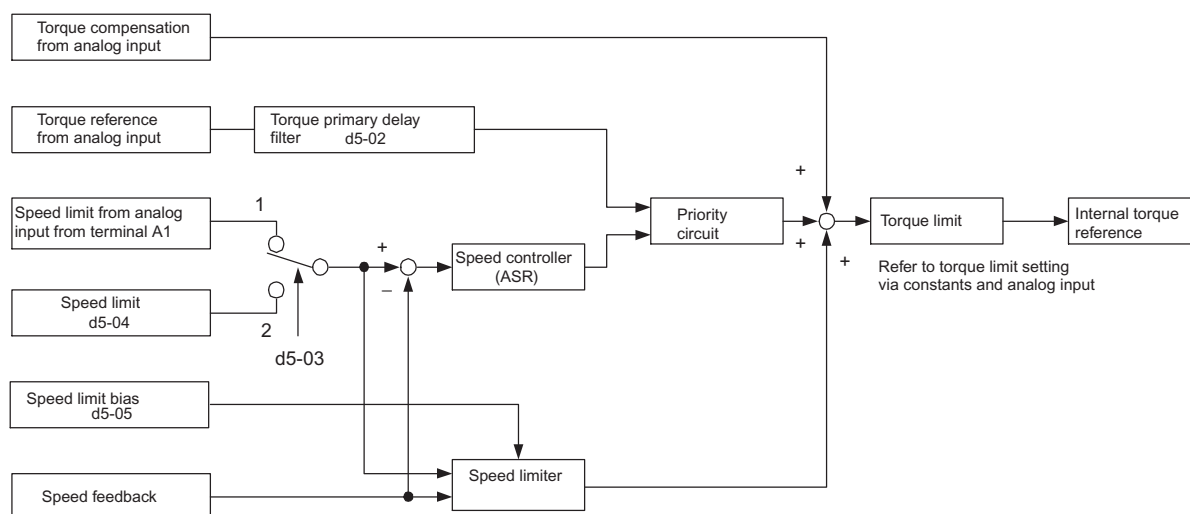 Torque compensation
from analog input
Torque reference
from analog input
Torque primary delay
filter d5-02
Speed limit from analog
input from terminal A1
1
Speed limit
d5-04
2
d5-03
+
–
Speed controller
(ASR)
Priority
circuit
+
+
+
Torque limit
Internal torque
reference
Refer to torque limit setting
via constants and analog input
Speed limit bias
d5-05
Speed feedback
Speed limiter